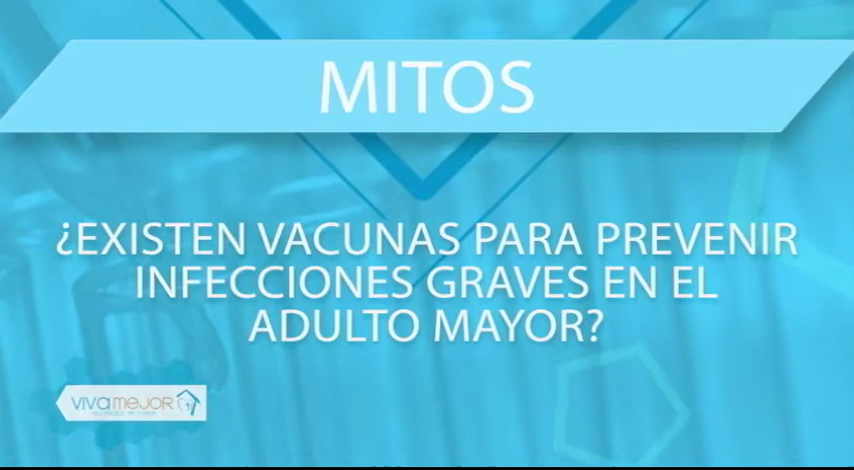 MITOS
¿EXISTEN VACUNAS PARA PREVENIR
INFECCIONES GRAVES EN EL
ADULTO MAYOR?
VIVA MEJOR